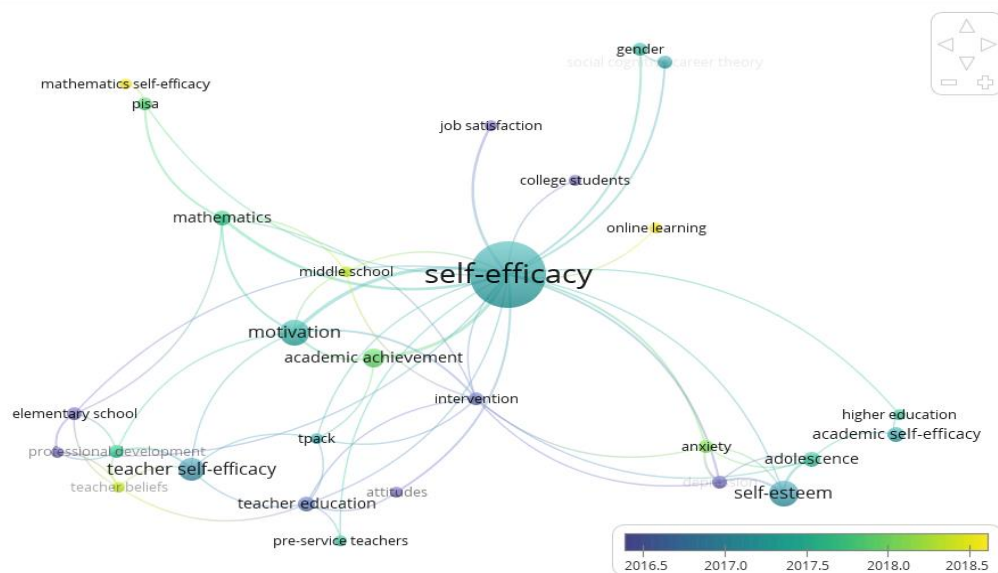 gender
social cognitive career theory
mathematics self-efficacy
pisa
job satisfaction
college students
mathematics
online learning
middle school
self-efficacy
motivation
academic achievement
intervention
elementary school
higher education
tpack
academic self-efficacy
anxiety
professional development
adolescence
teacher self-efficacy
depression
teacher beliefs
self-esteem
attitudes
teacher education
pre-service teachers
2016.5 2017.0 2017.5 2018.0 2018.5